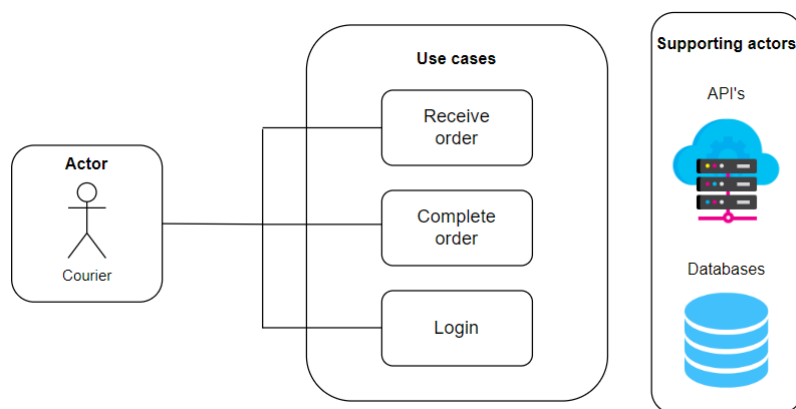 Actor
Courier
Use cases
Receive
order
Complete
order
Login
Supporting actors
API's
Databases